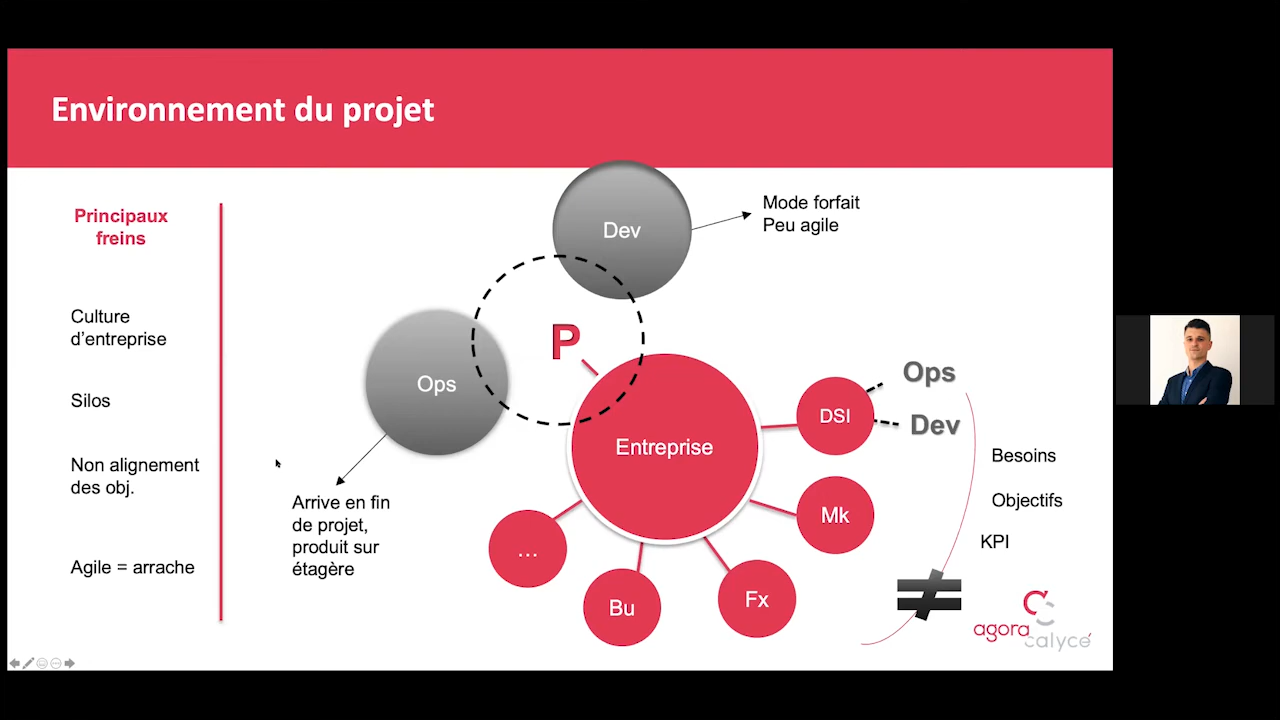 Environnement du projet
Principaux
freins
Culture
d'entreprise
Silos
Non alignement
des obj.
Agile = arrache
Dev
Mode forfait
Peu agile
P
Ops
Arrive en fin
de projet,
produit sur
étagère
Entreprise
DSI
Ops
Dev
Mk
Fx
Bu
...
Besoins
Objectifs
KPI
≠
agora
calycé